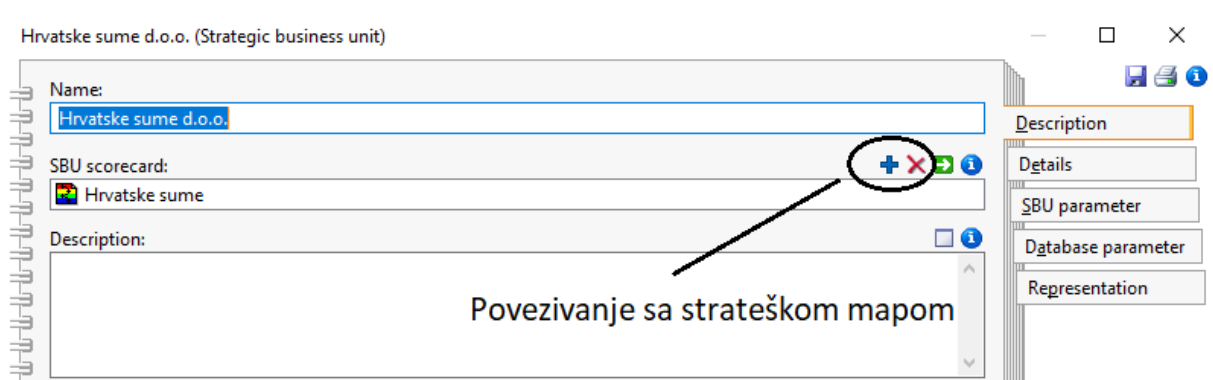 Hrvatske sume d.o.o. (Strategic business unit)
Name:
Hrvatske sume d.o.o.
SBU scorecard:
Hrvatske sume
Description:
Povezivanje sa strateškom mapom
Description
Details
SBU parameter
Database parameter
Representation